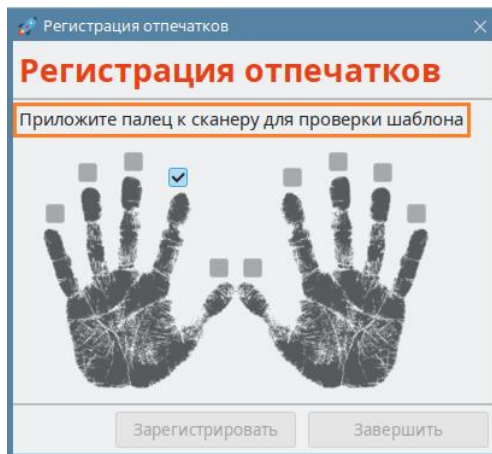 Регистрация отпечатков
Регистрация отпечатков
Приложите палец к сканеру для проверки шаблона
Зарегистрировать
Завершить